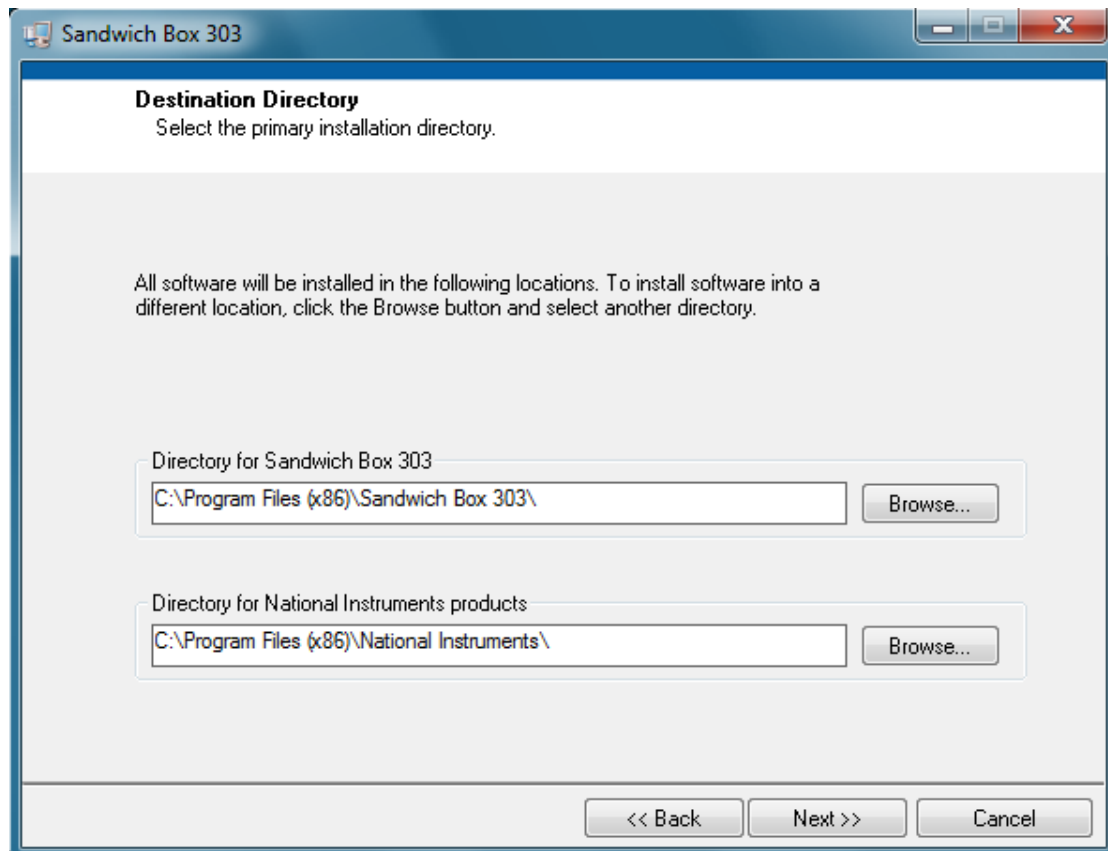 Sandwich Box 303
Destination Directory
Select the primary installation directory.
All software will be installed in the following locations. To install software into a
different location, click the Browse button and select another directory.
Directory for Sandwich Box 303
C:\Program Files (x86)\Sandwich Box 303\
Browse...
Directory for National Instruments products
C:\Program Files (x86)\National Instruments\
Browse...
<< Back
Next >>
Cancel